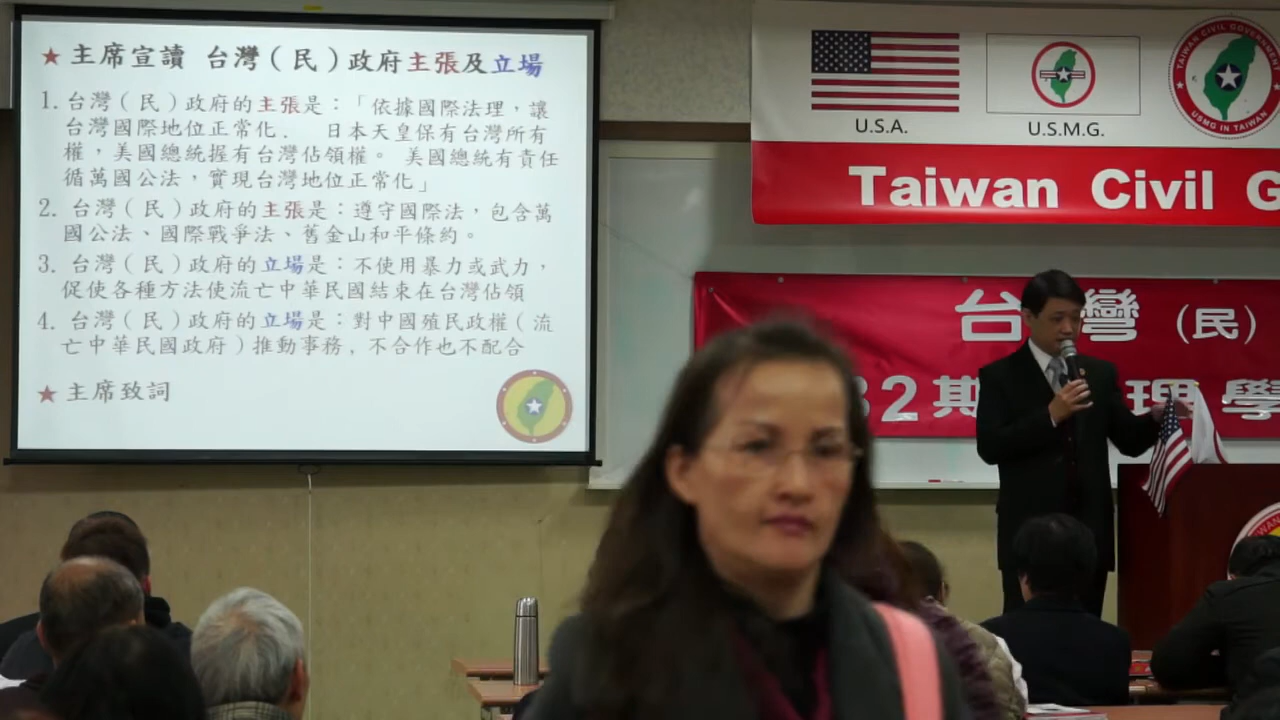 ★ 主席宣讀 台灣(民)政府主張及立場
1. 台灣(民)政府的主張是:「依據國際法理,讓
台灣國際地位正常化. 日本天皇保有台灣所有
權,美國總統握有台灣佔領權。 美國總統有責任
循萬國公法,實現台灣地位正常化」
2. 台灣(民)政府的主張是:遵守國際法,包含萬
國公法、國際戰爭法、舊金山和平條約。
3. 台灣(民)政府的立場是:不使用暴力或武力,
促使各種方法使流亡中華民國結束在台灣佔領
4. 台灣(民)政府的立場是:對中國殖民政權(流
亡中華民國政府)推動事務, 不合作也不配合
★ 主席致詞
U.S.A.
U.S.M.G.
TAIWAN CIVIL GOVERNMENT
USMG IN TAIWAN
Taiwan Civil G
台灣(民)
32期 理學